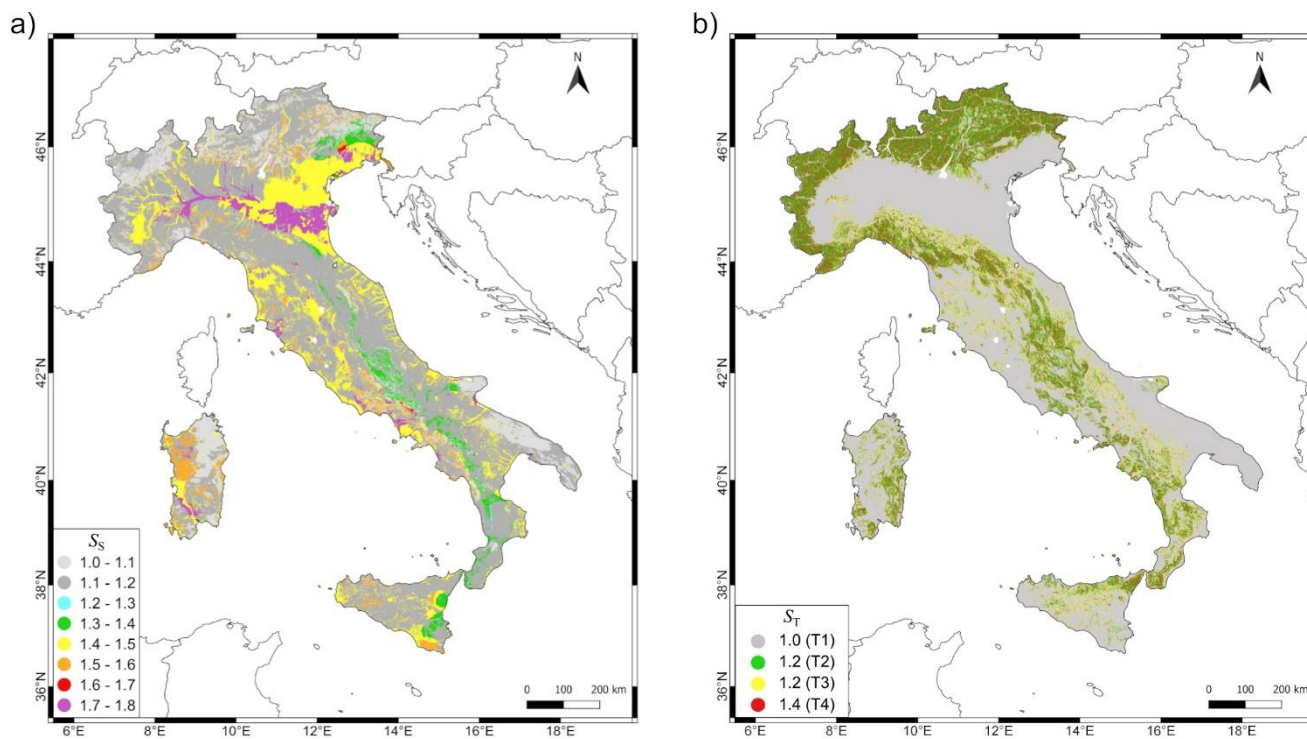 a)
N
46°N
44°N
42°N
40°N
38°N
36°N
S_S
1.0 - 1.1
1.1 - 1.2
1.2 - 1.3
1.3 - 1.4
1.4 - 1.5
1.5 - 1.6
1.6 - 1.7
1.7 - 1.8
0 100 200 km
6°E 8°E 10°E 12°E 14°E 16°E 18°E
b)
N
46°N
44°N
42°N
40°N
38°N
36°N
S_T
1.0 (T1)
1.2 (T2)
1.2 (T3)
1.4 (T4)
0 100 200 km
6°E 8°E 10°E 12°E 14°E 16°E 18°E